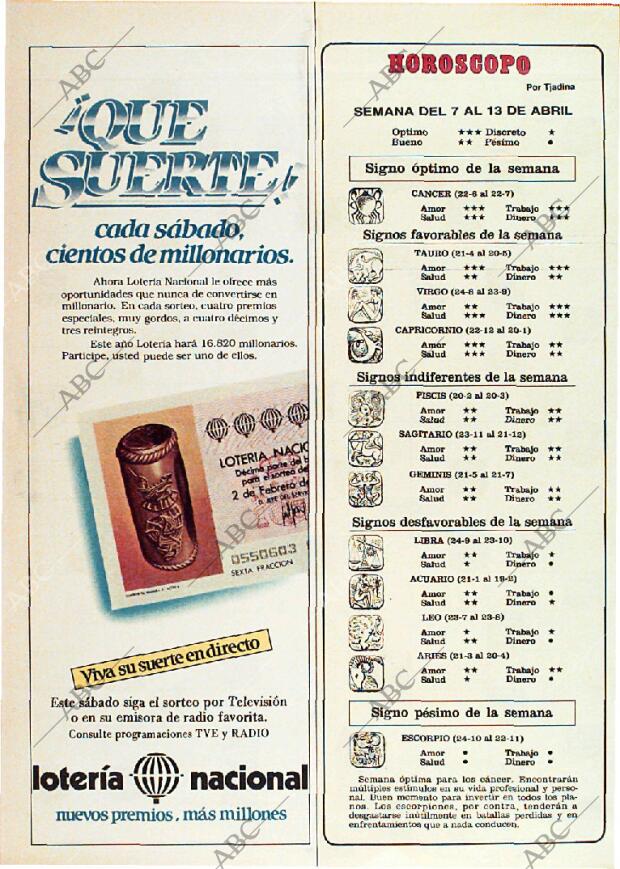 ¡QUE
SUERTE!
cada sábado,
cientos de millonarios.
Ahora Lotería Nacional le ofrece más
oportunidades que nunca de convertirse en
millonario. En cada sorteo, cuatro premios
especiales, muy gordos, a cuatro décimos y
tres reintegros.
Este año Lotería hará 16.820 millonarios.
Participe, usted puede ser uno de ellos.
LOTERIA NACIO
Décima parte del b
para el sorteo de
2 de Febrero de
0550603
SEXTA FRACCION
Viva su suerte en directo
Este sábado siga el sorteo por Televisión
o en su emisora de radio favorita.
Consulte programaciones TVE y RADIO
lotería nacional
nuevos premios, más millones
HOROSCOPO
Por Tjadina
SEMANA DEL 7 AL 13 DE ABRIL
Optimo ★★★ Discreto ★
Bueno ★★ Pésimo ●
Signo óptimo de la semana
CANCER (22-6 al 22-7)
Amor ★★★ Trabajo ★★★
Salud ★★★ Dinero ★★★
Signos favorables de la semana
TAURO (21-4 al 20-5)
Amor ★★★ Trabajo ★★★
Salud ★★ Dinero ★★
VIRGO (24-8 al 23-9)
Amor ★★ Trabajo ★★★
Salud ★★★ Dinero ★★★
CAPRICORNIO (22-12 al 20-1)
Amor ★★ Trabajo ★★★
Salud ★★★ Dinero ★★
Signos indiferentes de la semana
PISCIS (20-2 al 20-3)
Amor ★★ Trabajo ★★
Salud ★★ Dinero ★★
SAGITARIO (23-11 al 21-12)
Amor ★★★ Trabajo ★★
Salud ★★ Dinero ★
GEMINIS (21-5 al 21-7)
Amor ★★ Trabajo ★★
Salud ★★ Dinero ★★
Signos desfavorables de la semana
LIBRA (24-9 al 23-10)
Amor ★★ Trabajo ●
Salud ★ Dinero ★
ACUARIO (21-1 al 19-2)
Amor ★★ Trabajo ●
Salud ★★ Dinero ★
LEO (23-7 al 23-8)
Amor ★ Trabajo ★
Salud ★★ Dinero ●
ARIES (21-3 al 20-4)
Amor ★★ Trabajo ★★
Salud ★ Dinero ●
Signo pésimo de la semana
ESCORPIO (24-10 al 22-11)
Amor ● Trabajo ●
Salud ● Dinero ★
Semana óptima para los cáncer. Encontrarán
múltiples estímulos en su vida profesional y perso-
nal. Buen momento para invertir en todos los pla-
nos. Los escorpiones, por contra, tenderán a
desgastarse inútilmente en batallas perdidas y en
enfrentamientos que a nada conducen.